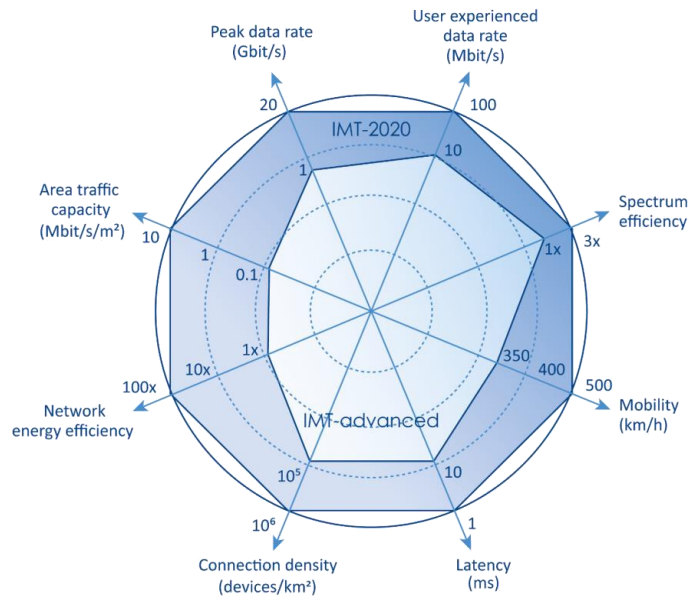 Peak data rate
(Gbit/s)
User experienced
data rate
(Mbit/s)
20
100
IMT-2020
1
10
Area traffic
capacity
(Mbit/s/m²)
Spectrum
efficiency
10
1
0.1
1x
3x
100x
10x
1x
350
400
500
Network
energy efficiency
Mobility
(km/h)
IMT-advanced
10⁵
10
10⁶
1
Connection density
(devices/km²)
Latency
(ms)